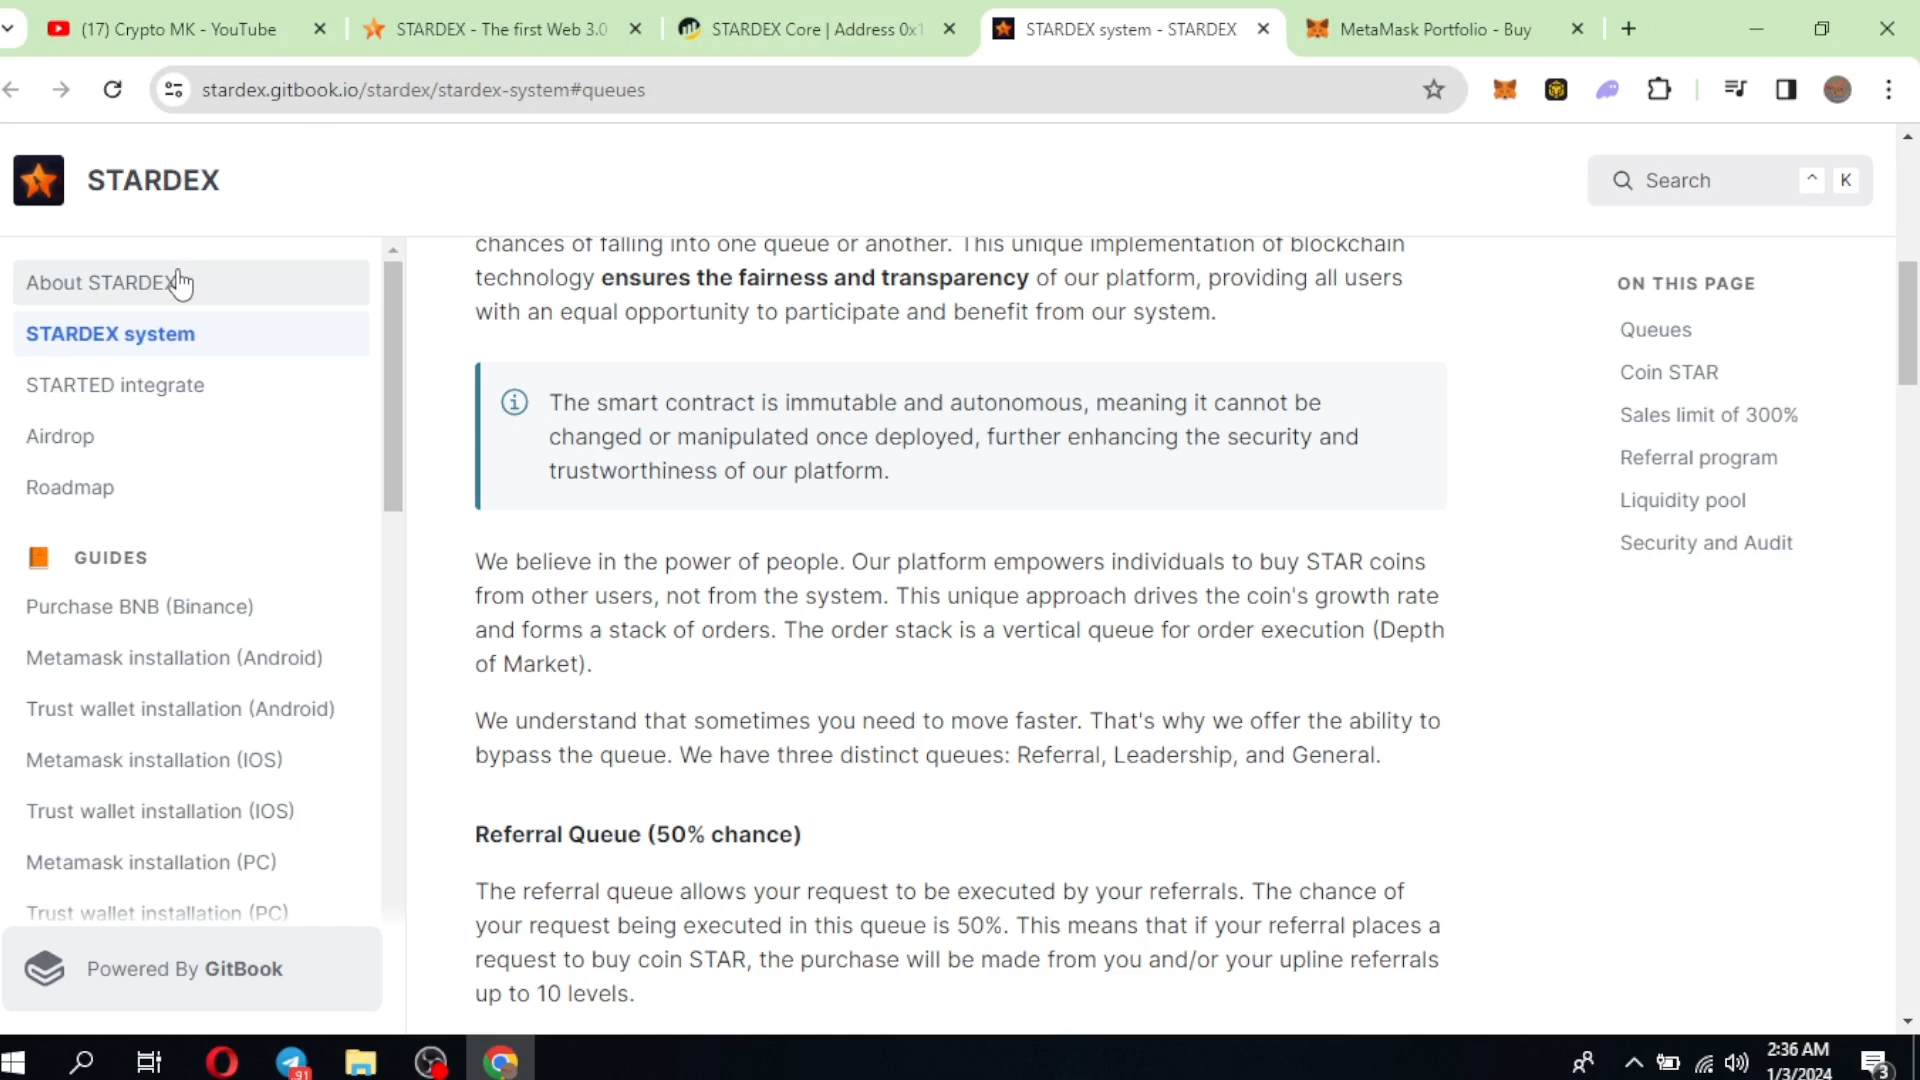 (17) Crypto MK - YouTube
STARDEX - The first Web 3.0
STARDEX Core | Address 0x1
STARDEX system - STARDEX
MetaMask Portfolio - Buy
stardex.gitbook.io/stardex/stardex-system#queues
STARDEX
Search
^ K
About STARDEX
STARDEX system
STARTED integrate
Airdrop
Roadmap
GUIDES
Purchase BNB (Binance)
Metamask installation (Android)
Trust wallet installation (Android)
Metamask installation (IOS)
Trust wallet installation (IOS)
Metamask installation (PC)
Trust wallet installation (PC)
Powered By GitBook
chances of falling into one queue or another. This unique implementation of blockchain
technology ensures the fairness and transparency of our platform, providing all users
with an equal opportunity to participate and benefit from our system.
The smart contract is immutable and autonomous, meaning it cannot be
changed or manipulated once deployed, further enhancing the security and
trustworthiness of our platform.
We believe in the power of people. Our platform empowers individuals to buy STAR coins
from other users, not from the system. This unique approach drives the coin's growth rate
and forms a stack of orders. The order stack is a vertical queue for order execution (Depth
of Market).
We understand that sometimes you need to move faster. That's why we offer the ability to
bypass the queue. We have three distinct queues: Referral, Leadership, and General.
Referral Queue (50% chance)
The referral queue allows your request to be executed by your referrals. The chance of
your request being executed in this queue is 50%. This means that if your referral places a
request to buy coin STAR, the purchase will be made from you and/or your upline referrals
up to 10 levels.
ON THIS PAGE
Queues
Coin STAR
Sales limit of 300%
Referral program
Liquidity pool
Security and Audit
91
2:36 AM
1/3/2024
3